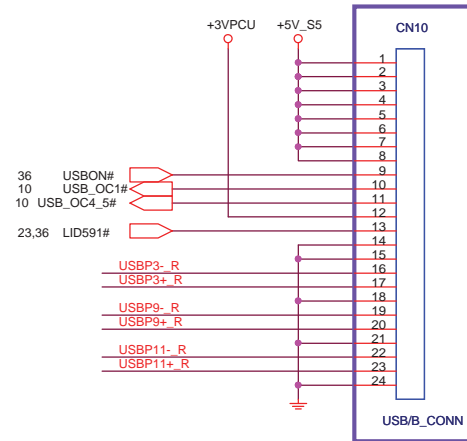 +3VPCU +5V_S5
CN10
1
2
3
4
5
6
7
8
36 USBON# 9
10 USB_OC1# 10
10 USB_OC4_5# 11
12
23,36 LID591# 13
14
15
USBP3-_R 16
USBP3+_R 17
18
USBP9-_R 19
USBP9+_R 20
21
USBP11-_R 22
USBP11+_R 23
24
USB/B_CONN